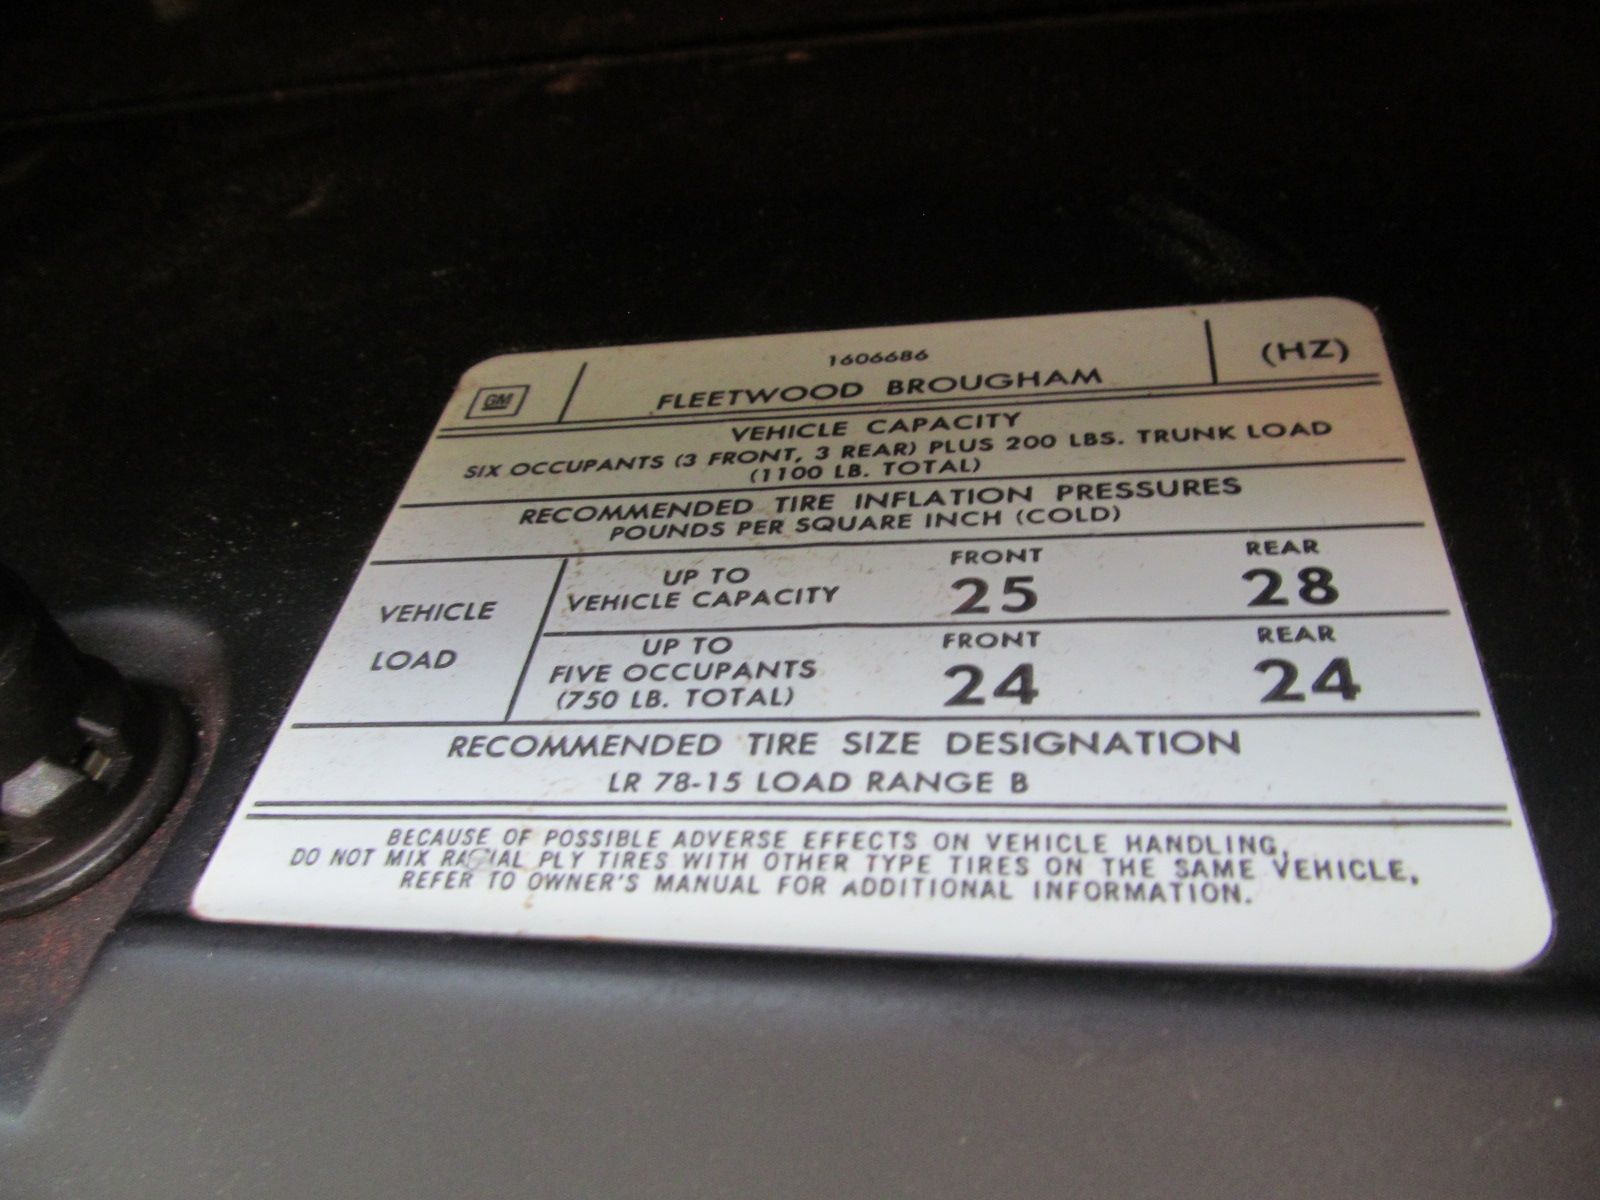 1606686
GM FLEETWOOD BROUGHAM (HZ)
VEHICLE CAPACITY
SIX OCCUPANTS (3 FRONT, 3 REAR) PLUS 200 LBS. TRUNK LOAD
(1100 LB. TOTAL)
RECOMMENDED TIRE INFLATION PRESSURES
POUNDS PER SQUARE INCH (COLD)
VEHICLE
LOAD
UP TO
VEHICLE CAPACITY
FRONT
25
REAR
28
UP TO
FIVE OCCUPANTS
(750 LB. TOTAL)
FRONT
24
REAR
24
RECOMMENDED TIRE SIZE DESIGNATION
LR 78-15 LOAD RANGE B
BECAUSE OF POSSIBLE ADVERSE EFFECTS ON VEHICLE HANDLING,
DO NOT MIX RADIAL PLY TIRES WITH OTHER TYPE TIRES ON THE SAME VEHICLE,
REFER TO OWNER'S MANUAL FOR ADDITIONAL INFORMATION.